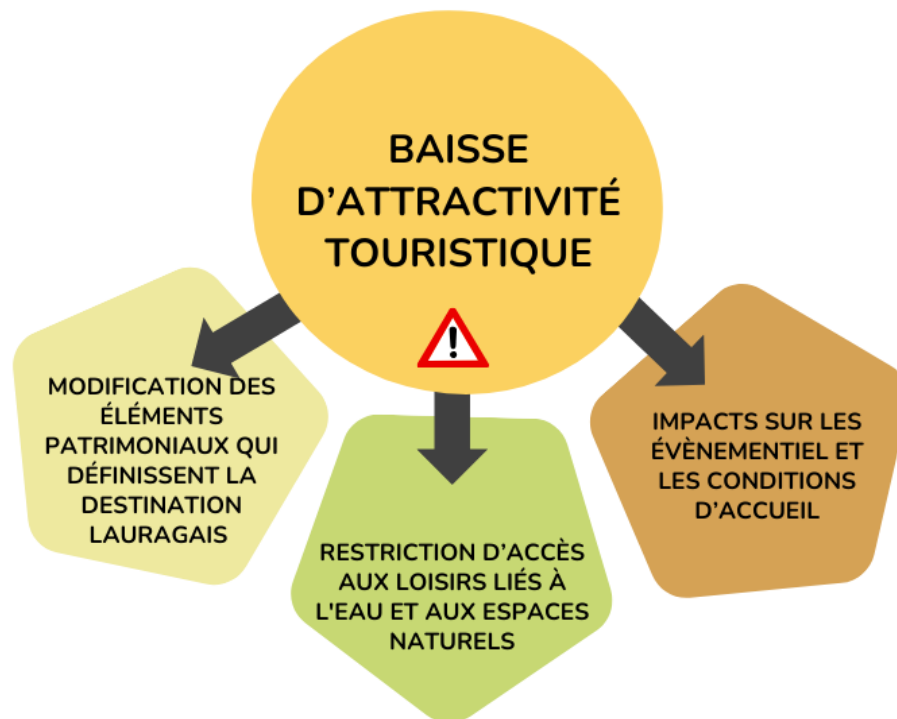 BAISSE
D’ATTRACTIVITÉ
TOURISTIQUE
!
MODIFICATION DES
ÉLÉMENTS
PATRIMONIAUX QUI
DÉFINISSENT LA
DESTINATION
LAURAGAIS
RESTRICTION D’ACCÈS
AUX LOISIRS LIÉS À
L'EAU ET AUX ESPACES
NATURELS
IMPACTS SUR LES
ÉVÈNEMENTIEL ET
LES CONDITIONS
D’ACCUEIL